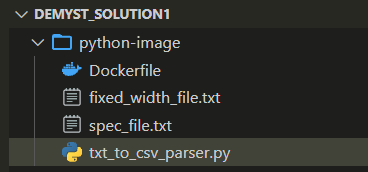 DEMYST_SOLUTION1
python-image
Dockerfile
fixed_width_file.txt
spec_file.txt
txt_to_csv_parser.py